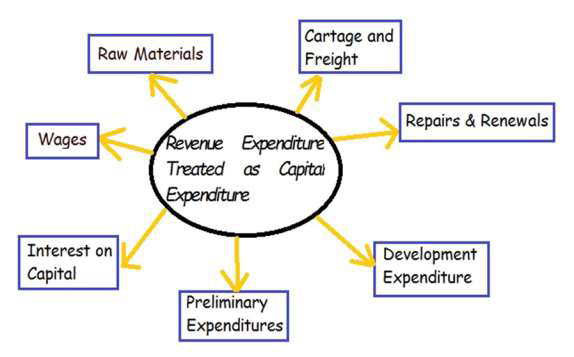 Raw Materials
Cartage and
Freight
Wages
Revenue Expenditure
Treated as Capital
Expenditure
Repairs & Renewals
Interest on
Capital
Preliminary
Expenditures
Development
Expenditure